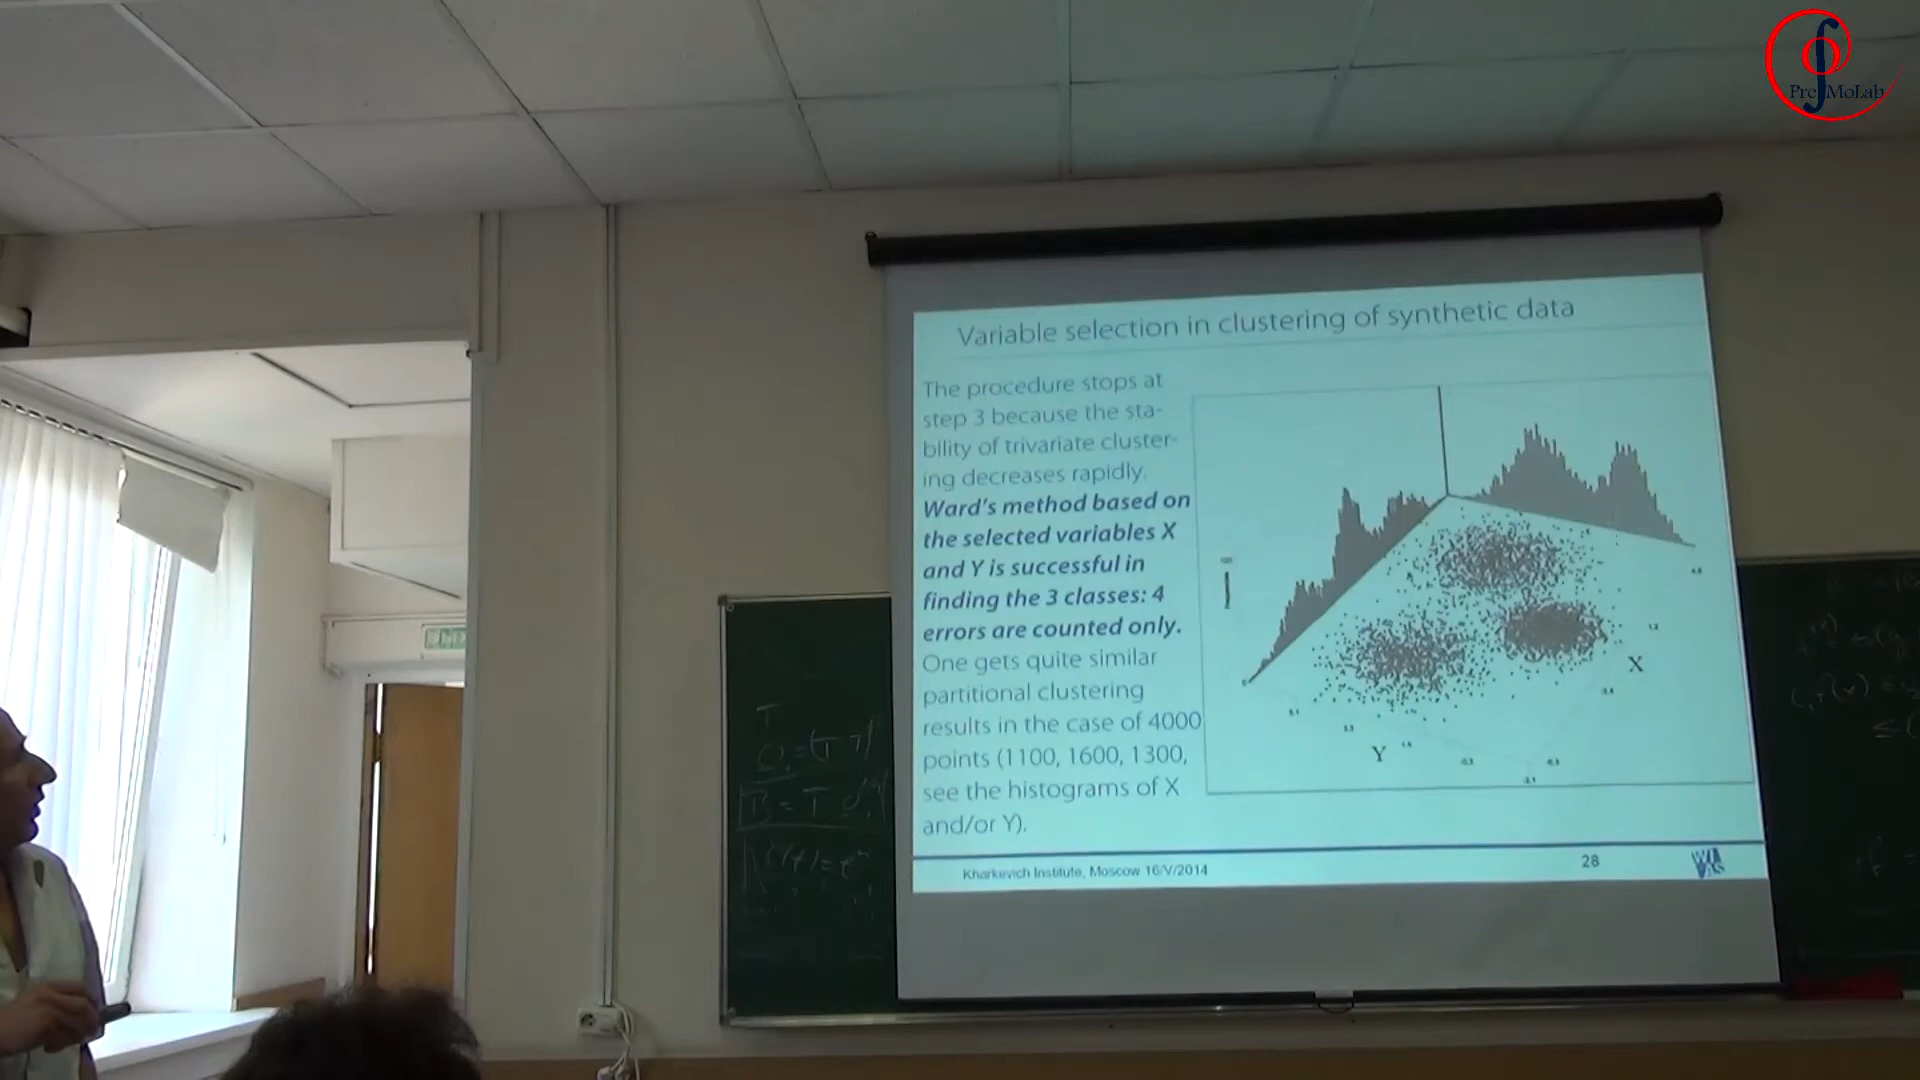 PreMoLab
Variable selection in clustering of synthetic data
The procedure stops at
step 3 because the sta-
bility of trivariate cluster-
ing decreases rapidly.
Ward's method based on
the selected variables X
and Y is successful in
finding the 3 classes: 4
errors are counted only.
One gets quite similar
partitional clustering
results in the case of 4000
points (1100, 1600, 1300,
see the histograms of X
and/or Y).
X
Y
Kharkevich Institute, Moscow 16/V/2014
28